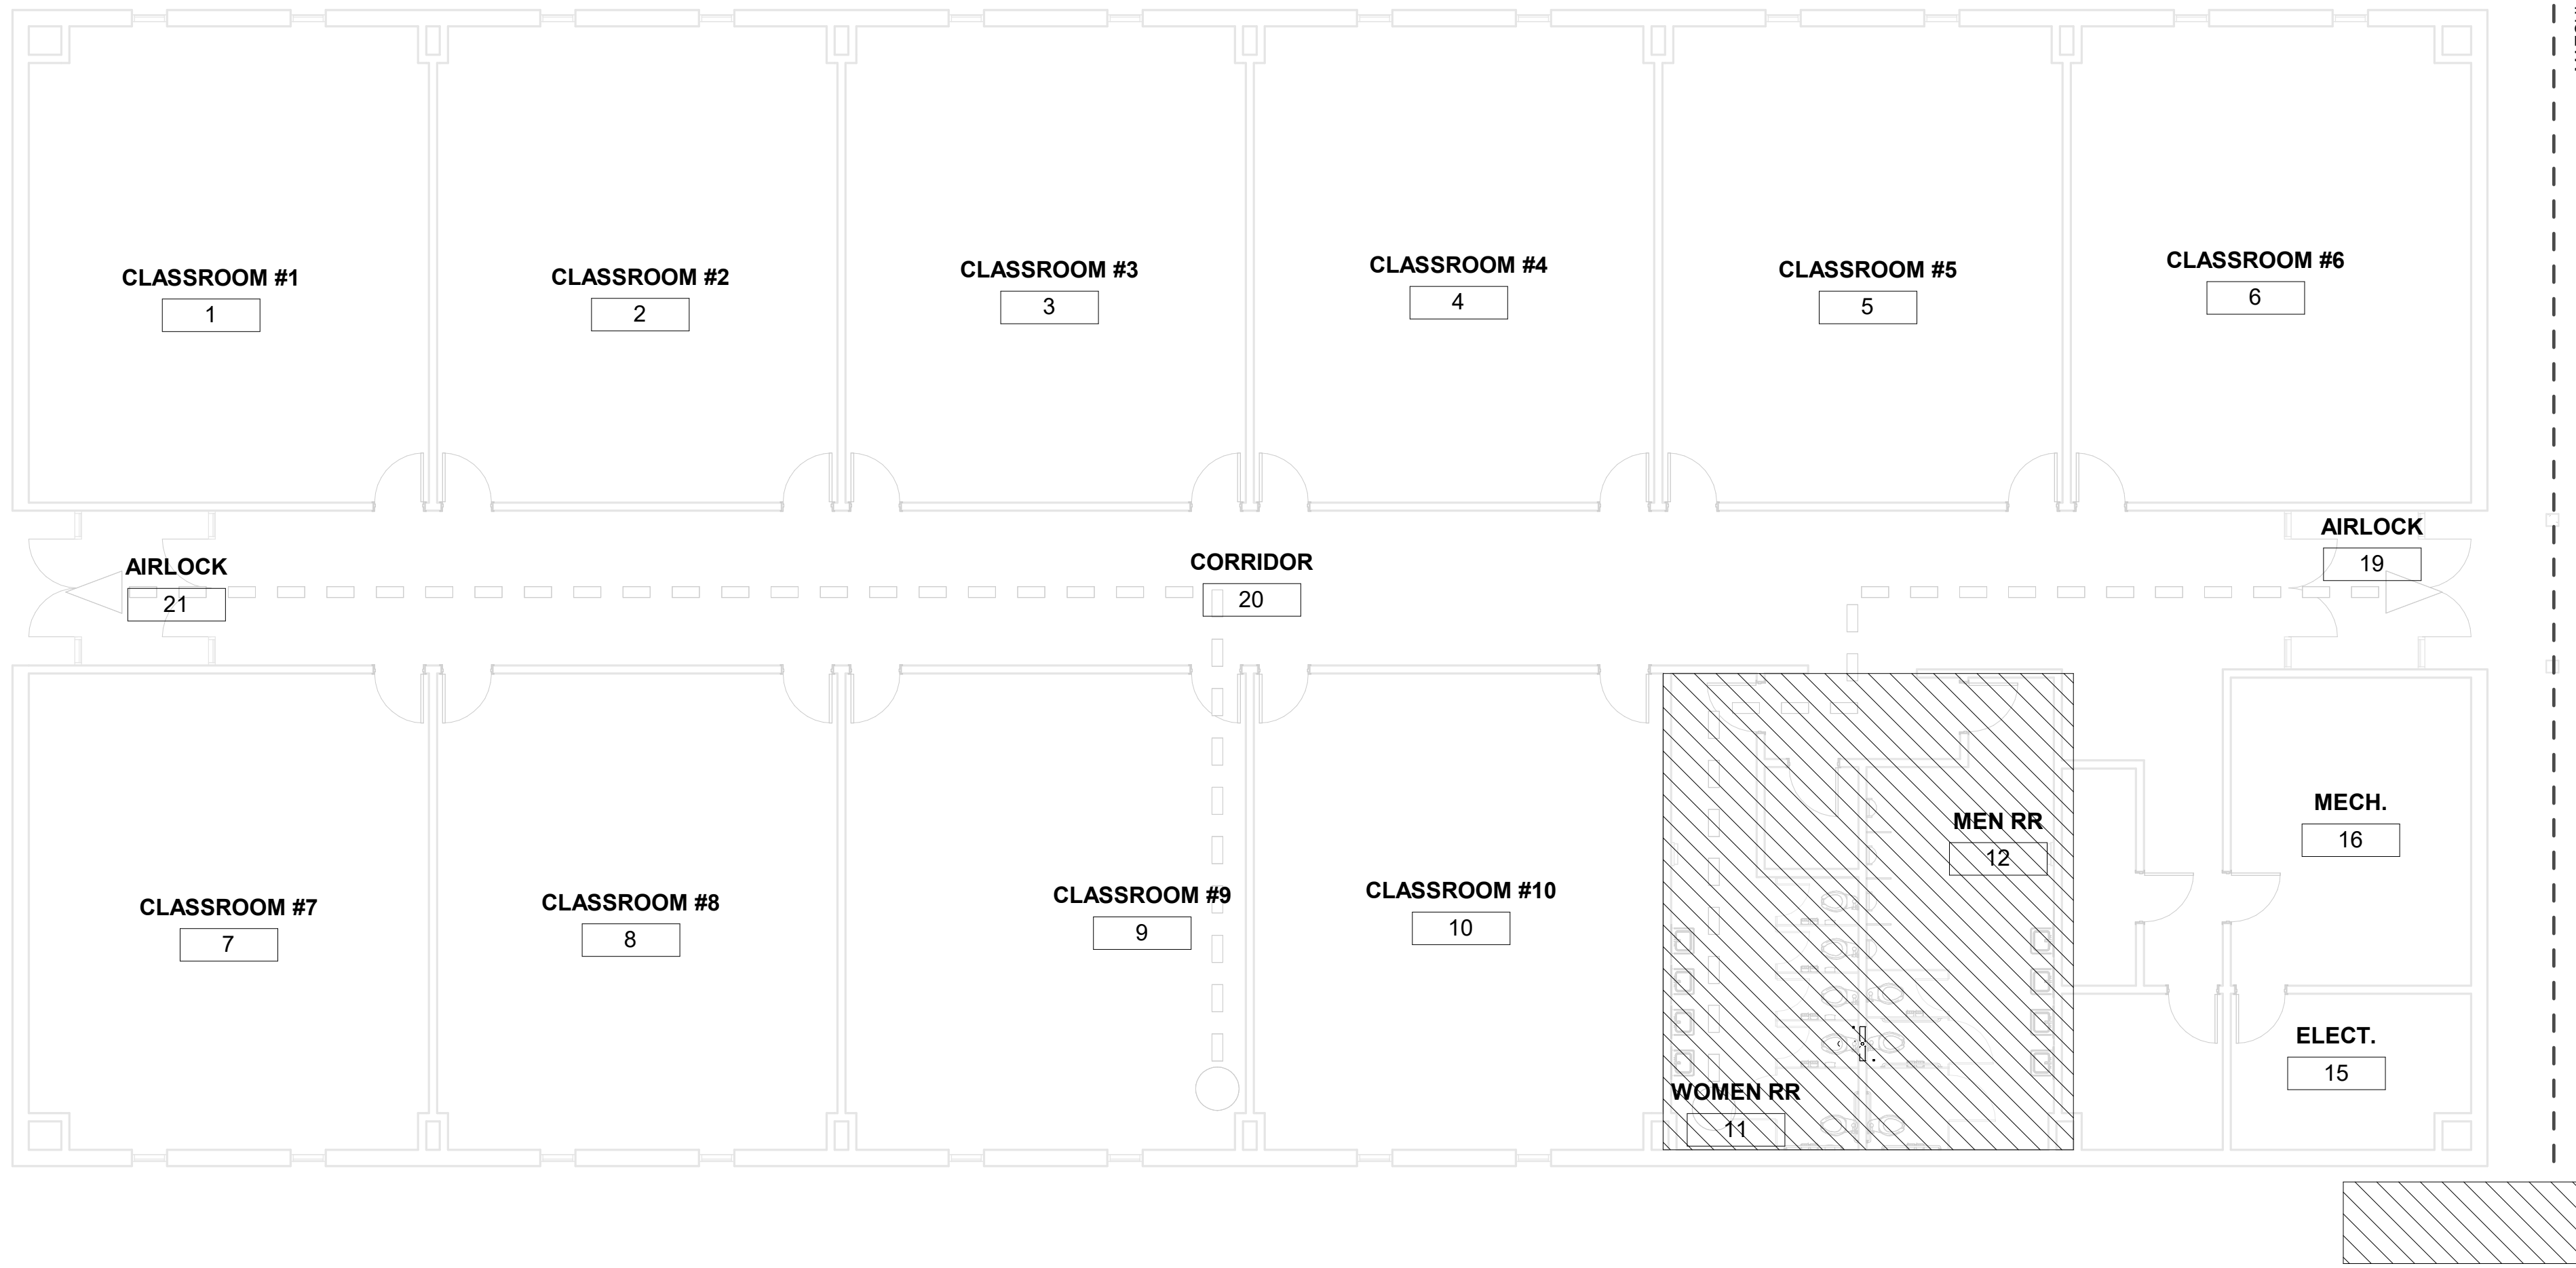 CLASSROOM #1
1
CLASSROOM #2
2
CLASSROOM #3
3
CLASSROOM #4
4
CLASSROOM #5
5
CLASSROOM #6
6
AIRLOCK
21
CORRIDOR
20
AIRLOCK
19
CLASSROOM #7
7
CLASSROOM #8
8
CLASSROOM #9
9
CLASSROOM #10
10
MEN RR
12
WOMEN RR
11
MECH.
16
ELECT.
15